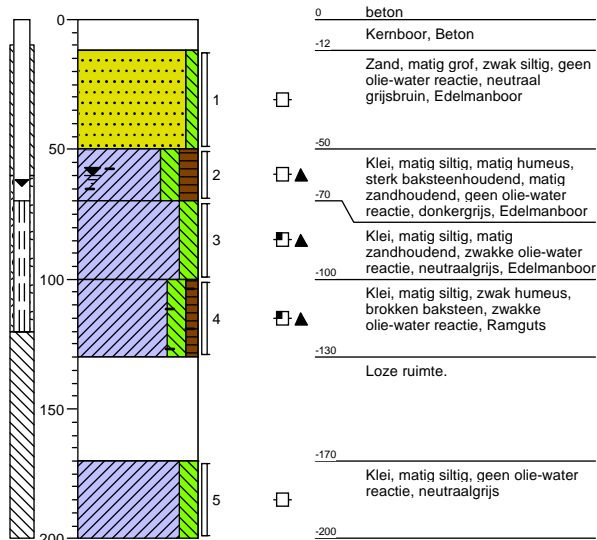 0
50
100
150
200
1
2
3
4
5
0
beton
-12
Kernboor, Beton
Zand, matig grof, zwak siltig, geen
olie-water reactie, neutraal
grijsbruin, Edelmanboor
-50
Klei, matig siltig, matig humeus,
sterk baksteenhoudend, matig
zandhoudend, geen olie-water
reactie, donkergrijs, Edelmanboor
-70
Klei, matig siltig, matig
zandhoudend, zwakke olie-water
reactie, neutraalgrijs, Edelmanboor
-100
Klei, matig siltig, zwak humeus,
brokken baksteen, zwakke
olie-water reactie, Ramguts
-130
Loze ruimte.
-170
Klei, matig siltig, geen olie-water
reactie, neutraalgrijs
-200